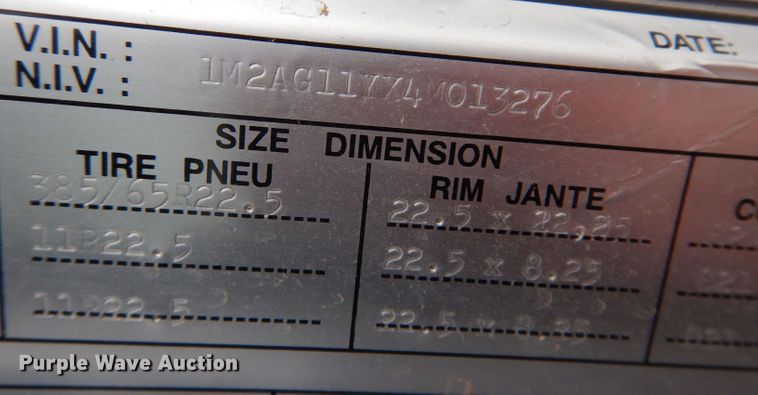 V.I.N. : DATE:
N.I.V. : 1M2AG11YX4M013276
SIZE DIMENSION
TIRE PNEU RIM JANTE
385/65R22.5 22.5 x 12.25
11R22.5 22.5 x 8.25
11R22.5 22.5 x 8.25
Purple Wave Auction